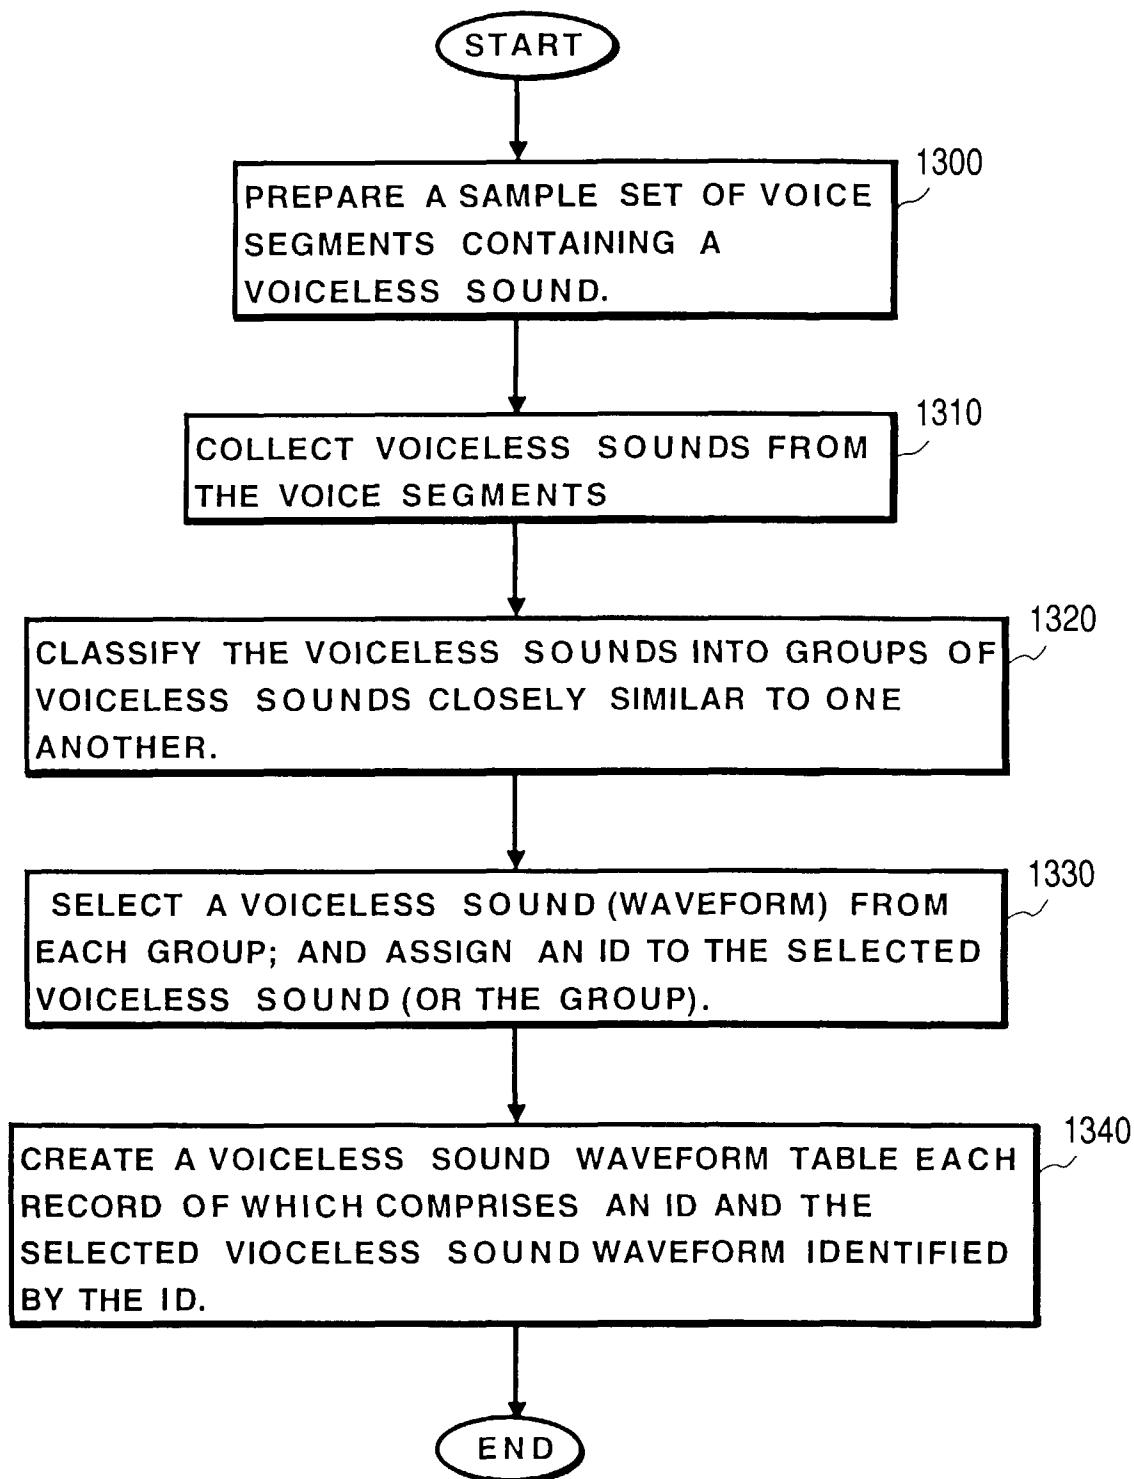 START
1300
PREPARE A SAMPLE SET OF VOICE
SEGMENTS CONTAINING A
VOICELESS SOUND.
1310
COLLECT VOICELESS SOUNDS FROM
THE VOICE SEGMENTS
1320
CLASSIFY THE VOICELESS SOUNDS INTO GROUPS OF
VOICELESS SOUNDS CLOSELY SIMILAR TO ONE
ANOTHER.
1330
SELECT A VOICELESS SOUND (WAVEFORM) FROM
EACH GROUP; AND ASSIGN AN ID TO THE SELECTED
VOICELESS SOUND (OR THE GROUP).
1340
CREATE A VOICELESS SOUND WAVEFORM TABLE EACH
RECORD OF WHICH COMPRISES AN ID AND THE
SELECTED VIOCELESS SOUND WAVEFORM IDENTIFIED
BY THE ID.
END